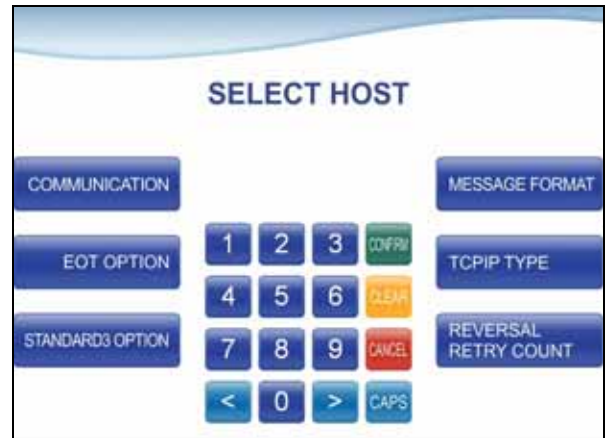 SELECT HOST
COMMUNICATION
MESSAGE FORMAT
1 2 3 CONFIRM
EOT OPTION
TCPIP TYPE
4 5 6 CLEAR
STANDARD3 OPTION
7 8 9 CANCEL
REVERSAL
RETRY COUNT
< 0 > CAPS